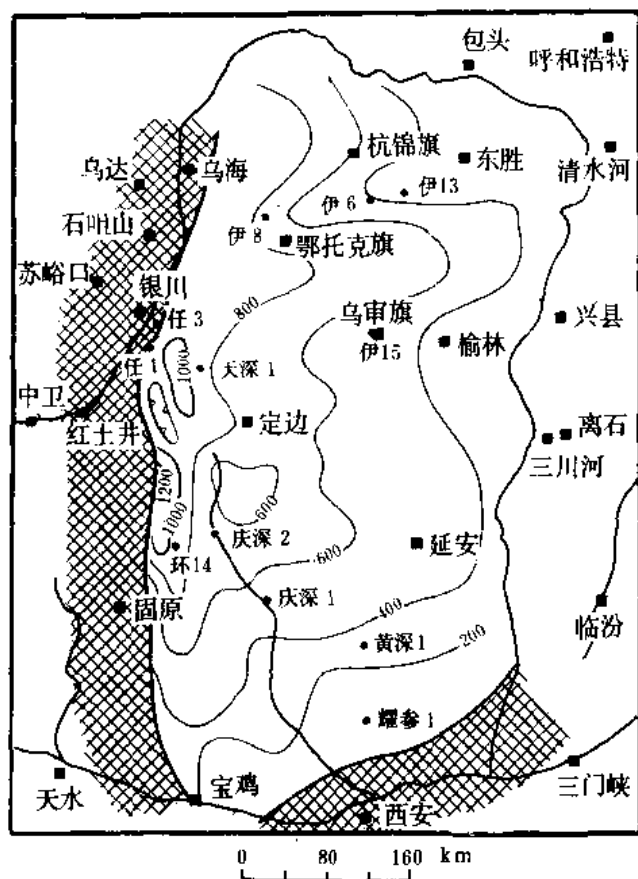 包头
呼和浩特
杭锦旗
东胜
清水河
乌达
乌海
伊13
伊6
石咀山
伊8
鄂托克旗
苏峪口
银川
任3
800
乌审旗
兴县
伊15
榆林
任1
1000
天深1
中卫
定边
离石
红土井
三川河
1200
600
1000
庆深2
延安
600
环14
固原
庆深1
400
临汾
黄深1
200
耀参1
天水
宝鸡
三门峡
西安
0 80 160 km